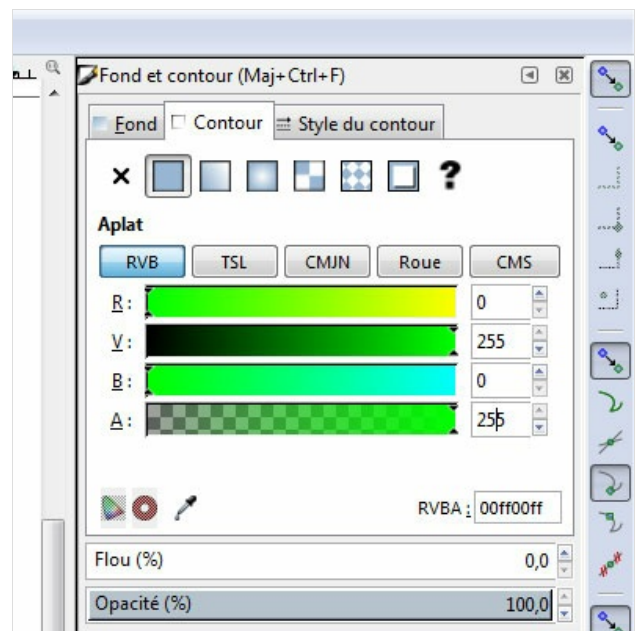 Fond et contour (Maj+Ctrl+F)
Fond Contour Style du contour
?
Aplat
RVB TSL CMJN Roue CMS
R : 0
V : 255
B : 0
A : 255
RVBA : 00ff00ff
Flou (%) 0,0
Opacité (%) 100,0